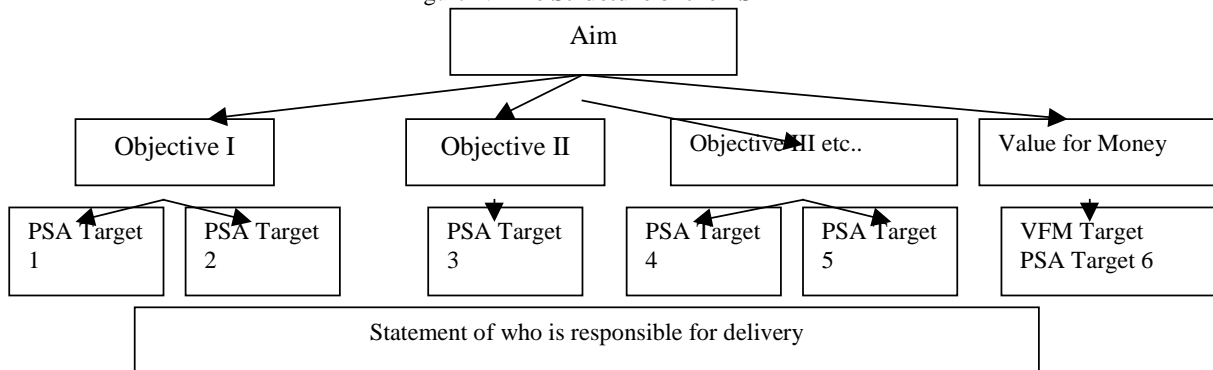 Aim
Objective I
Objective II
Objective III etc..
Value for Money
PSA Target
1
PSA Target
2
PSA Target
3
PSA Target
4
PSA Target
5
VFM Target
PSA Target 6
Statement of who is responsible for delivery